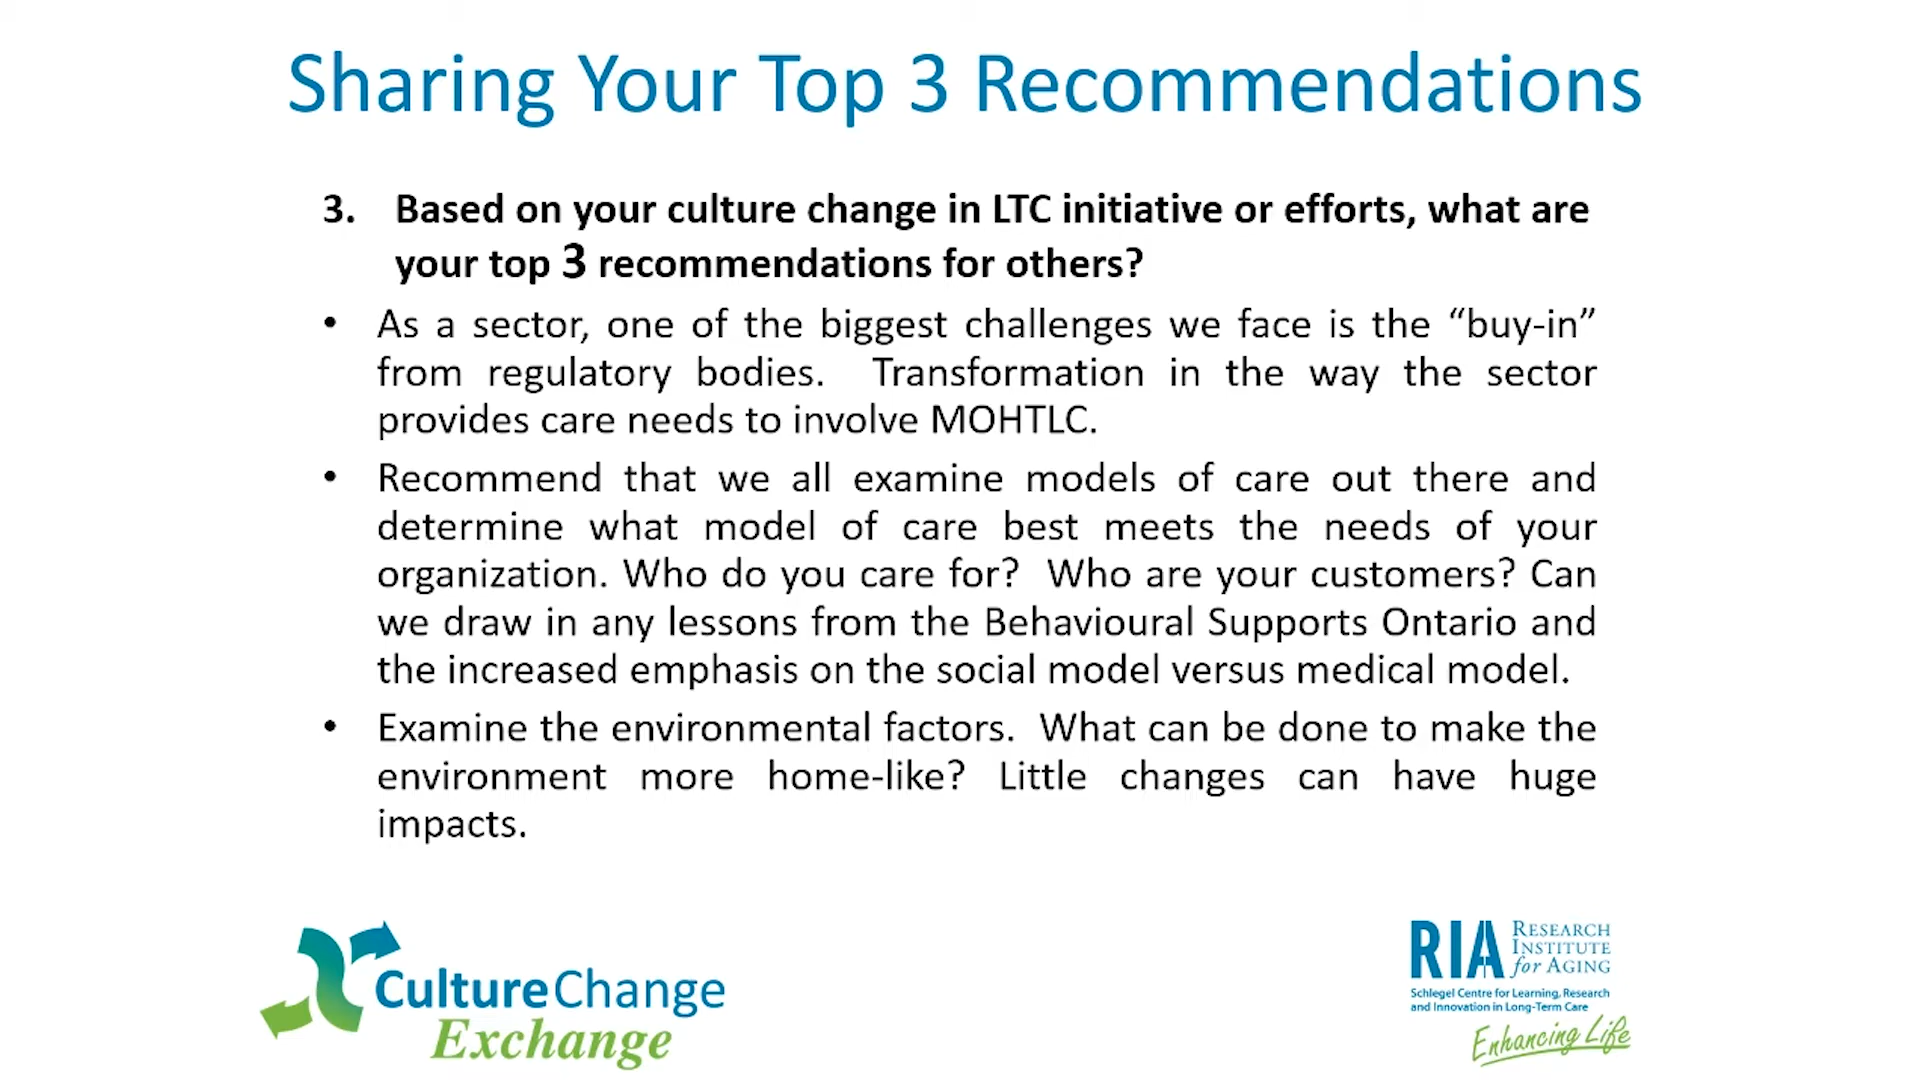 Sharing Your Top 3 Recommendations
3. Based on your culture change in LTC initiative or efforts, what are
your top 3 recommendations for others?
• As a sector, one of the biggest challenges we face is the “buy-in”
from regulatory bodies. Transformation in the way the sector
provides care needs to involve MOHTLC.
• Recommend that we all examine models of care out there and
determine what model of care best meets the needs of your
organization. Who do you care for? Who are your customers? Can
we draw in any lessons from the Behavioural Supports Ontario and
the increased emphasis on the social model versus medical model.
• Examine the environmental factors. What can be done to make the
environment more home-like? Little changes can have huge
impacts.
CultureChange
Exchange
RIA
RESEARCH
INSTITUTE
for AGING
Schlegel Centre for Learning, Research
and Innovation in Long-Term Care
Enhancing Life